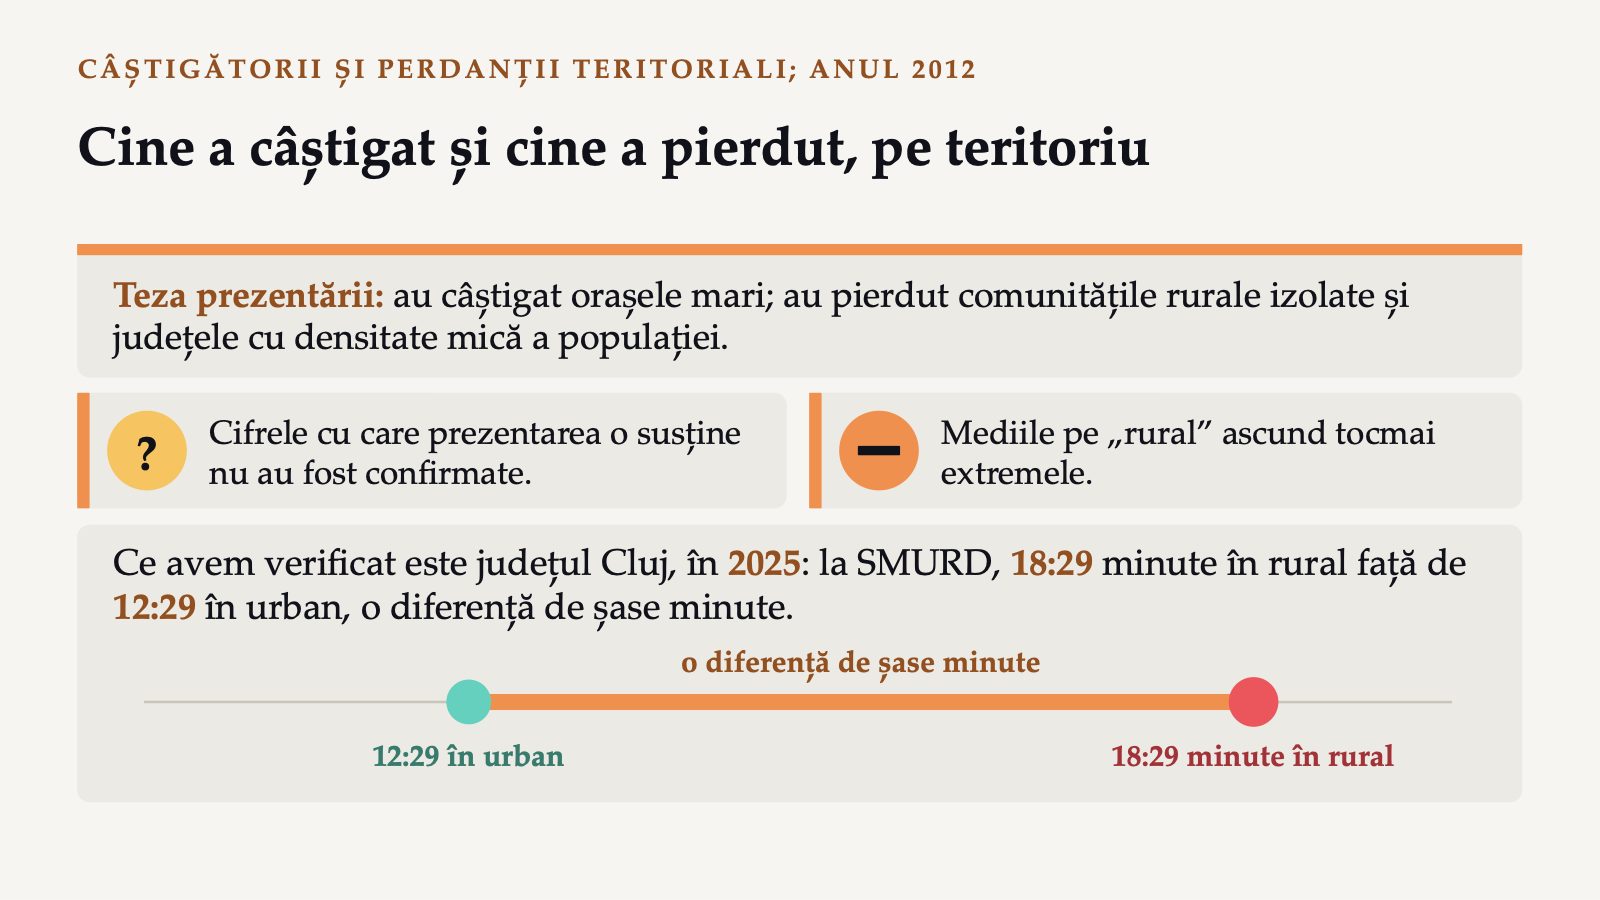 CÂȘTIGĂTORII ȘI PERDANȚII TERITORIALI; ANUL 2012
Cine a câștigat și cine a pierdut, pe teritoriu
Teza prezentării: au câștigat orașele mari; au pierdut comunitățile rurale izolate și
județele cu densitate mică a populației.
?
Cifrele cu care prezentarea o susține
nu au fost confirmate.
Mediile pe „rural” ascund tocmai
extremele.
Ce avem verificat este județul Cluj, în 2025: la SMURD, 18:29 minute în rural față de
12:29 în urban, o diferență de șase minute.
o diferență de șase minute
12:29 în urban
18:29 minute în rural